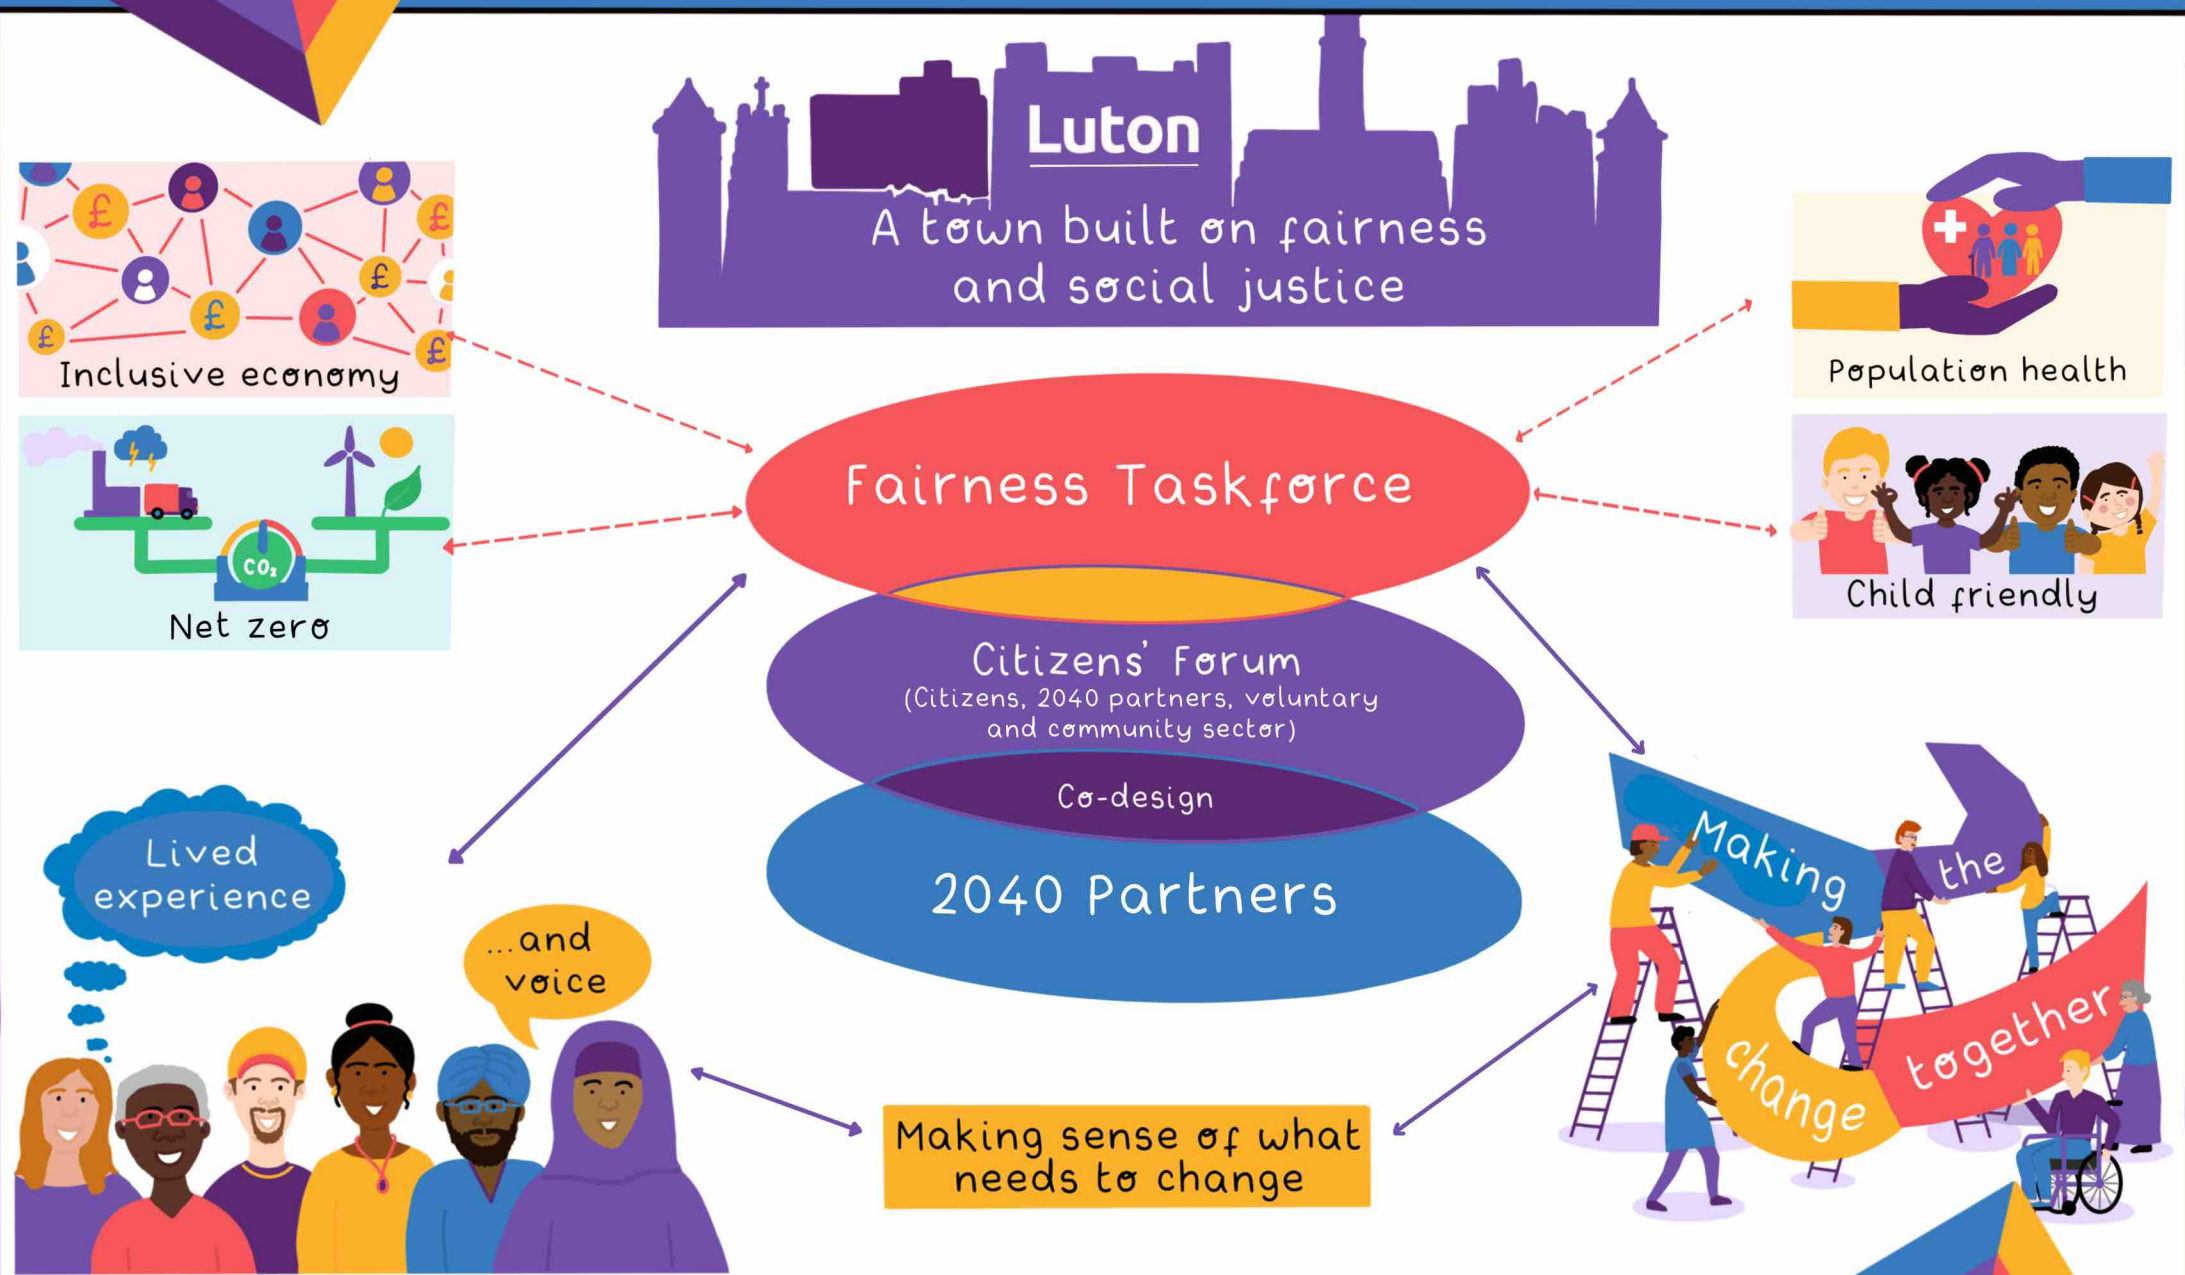 Luton
A town built on fairness
and social justice
£
£
£
£
£
£
Inclusive economy
Population health
Fairness Taskforce
CO₂
Net zero
Child friendly
Citizens' Forum
(Citizens, 2040 partners, voluntary
and community sector)
Co-design
2040 Partners
Lived
experience
...and
voice
Making sense of what
needs to change
Making
the
change
together